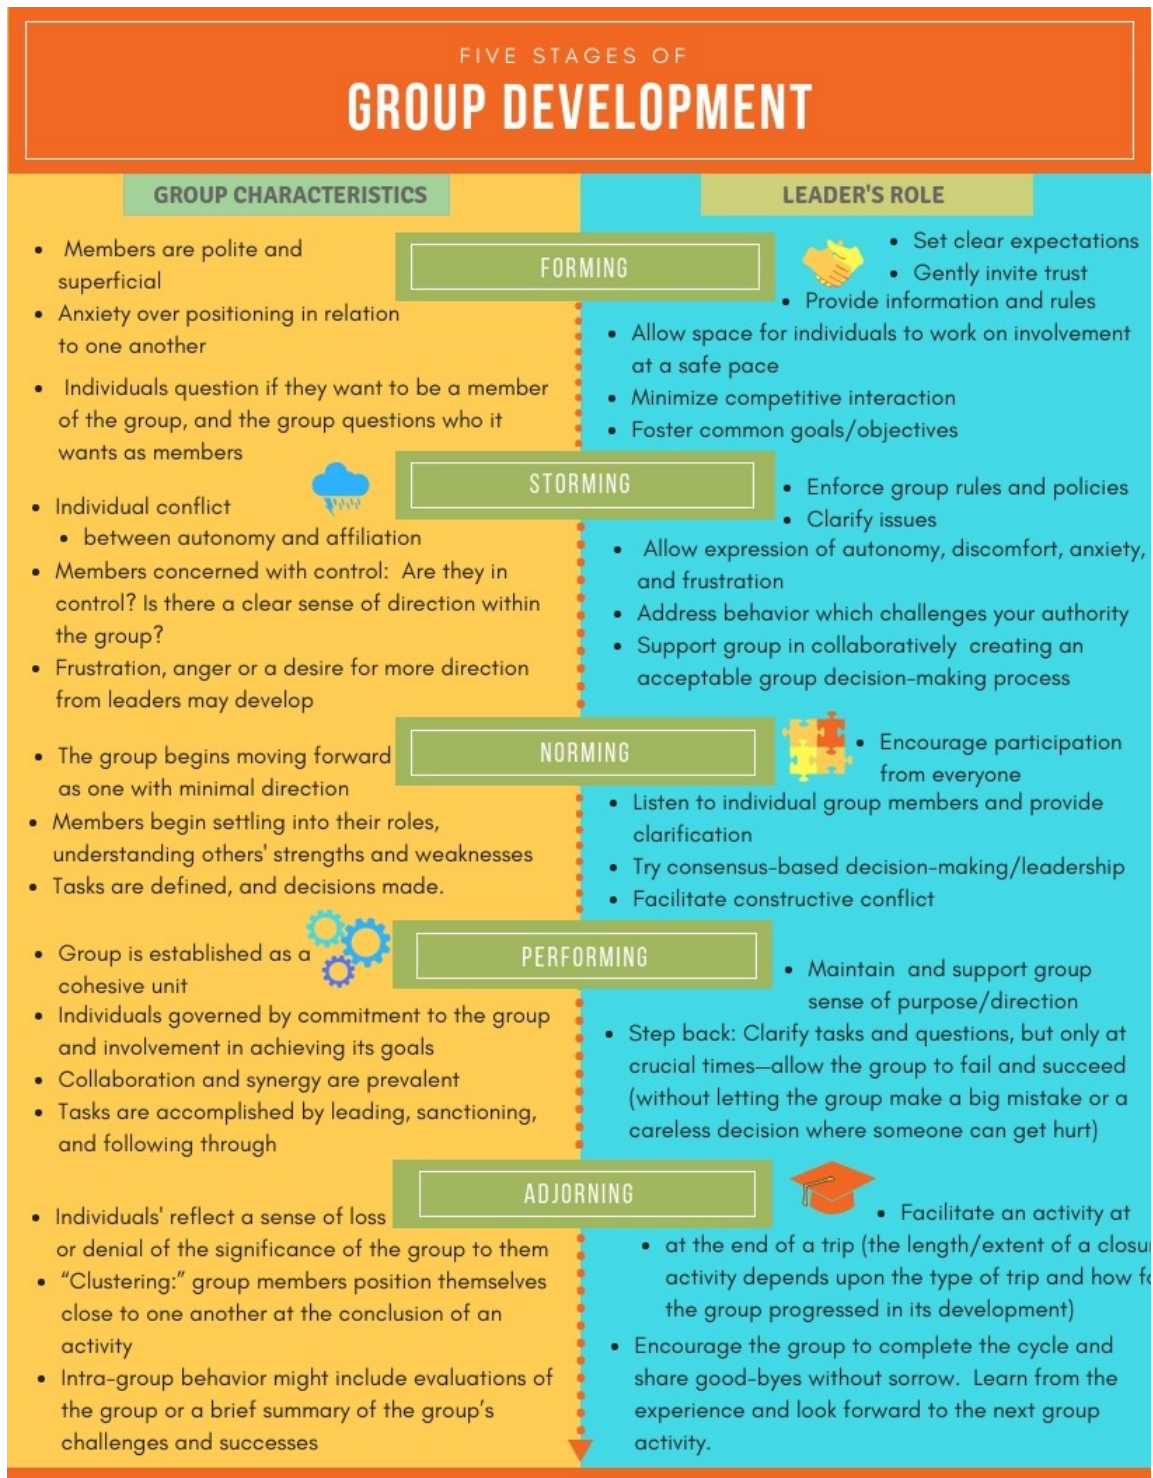 FIVE STAGES OF
GROUP DEVELOPMENT
GROUP CHARACTERISTICS
LEADER'S ROLE
FORMING
• Members are polite and
superficial
• Anxiety over positioning in relation
to one another
• Individuals question if they want to be a member
of the group, and the group questions who it
wants as members
• Set clear expectations
• Gently invite trust
• Provide information and rules
• Allow space for individuals to work on involvement
at a safe pace
• Minimize competitive interaction
• Foster common goals/objectives
STORMING
• Individual conflict
• between autonomy and affiliation
• Members concerned with control: Are they in
control? Is there a clear sense of direction within
the group?
• Frustration, anger or a desire for more direction
from leaders may develop
• Enforce group rules and policies
• Clarify issues
• Allow expression of autonomy, discomfort, anxiety,
and frustration
• Address behavior which challenges your authority
• Support group in collaboratively creating an
acceptable group decision-making process
NORMING
• The group begins moving forward
as one with minimal direction
• Members begin settling into their roles,
understanding others' strengths and weaknesses
• Tasks are defined, and decisions made.
• Encourage participation
from everyone
• Listen to individual group members and provide
clarification
• Try consensus-based decision-making/leadership
• Facilitate constructive conflict
PERFORMING
• Group is established as a
cohesive unit
• Individuals governed by commitment to the group
and involvement in achieving its goals
• Collaboration and synergy are prevalent
• Tasks are accomplished by leading, sanctioning,
and following through
• Maintain and support group
sense of purpose/direction
• Step back: Clarify tasks and questions, but only at
crucial times—allow the group to fail and succeed
(without letting the group make a big mistake or a
careless decision where someone can get hurt)
ADJORNING
• Individuals' reflect a sense of loss
or denial of the significance of the group to them
• “Clustering:” group members position themselves
close to one another at the conclusion of an
activity
• Intra-group behavior might include evaluations of
the group or a brief summary of the group’s
challenges and successes
• Facilitate an activity at
• at the end of a trip (the length/extent of a
activity depends upon the type of trip and how
the group progressed in its development)
• Encourage the group to complete the cycle and
share good-byes without sorrow. Learn from the
experience and look forward to the next group
activity.